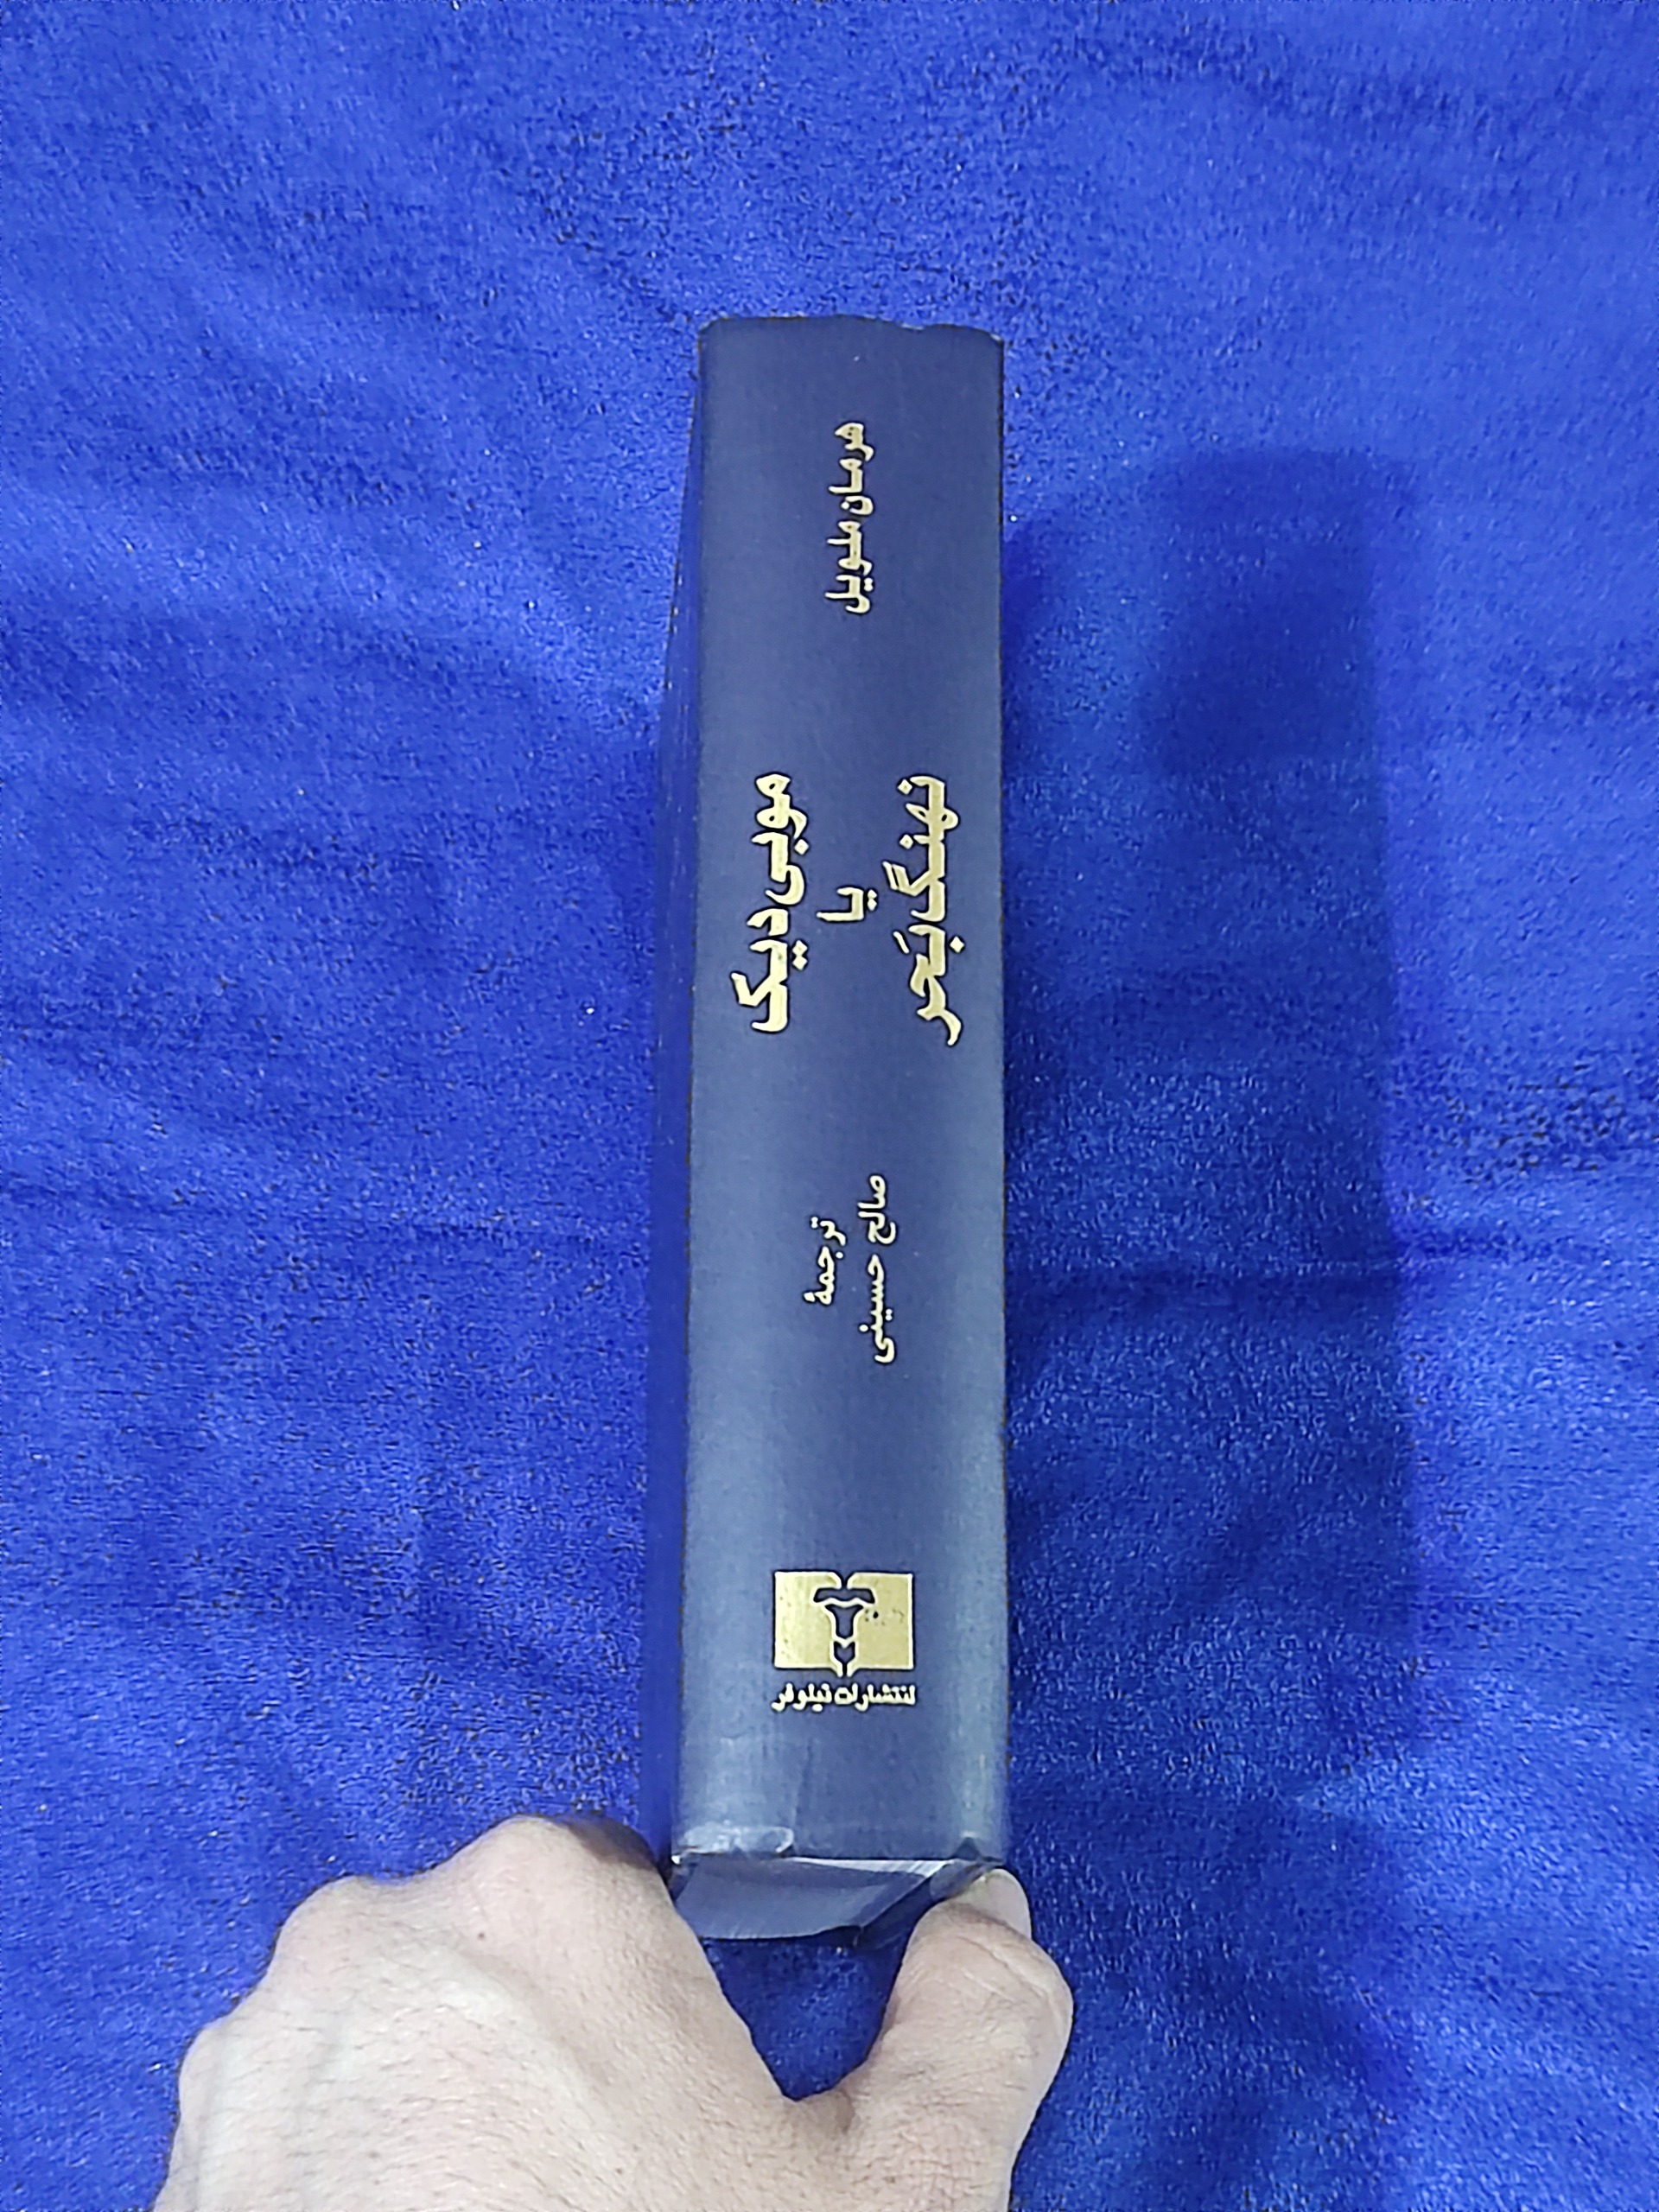 هرمان ملویل
موبی دیک
یا
نهنگ بَحر
ترجمهٔ
صالح حسینی
انتشارات نیلوفر